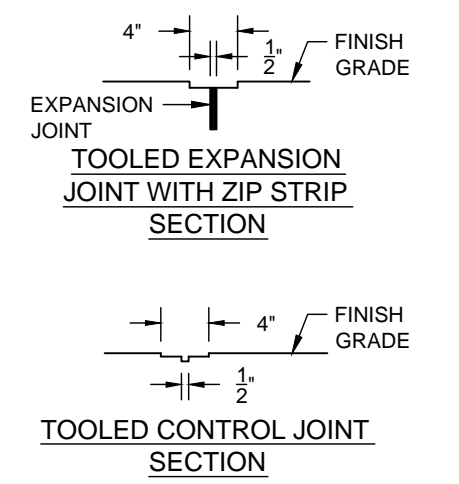 4"
1/2"
FINISH
GRADE
EXPANSION
JOINT
TOOLED EXPANSION
JOINT WITH ZIP STRIP
SECTION
4"
FINISH
GRADE
1/2"
TOOLED CONTROL JOINT
SECTION